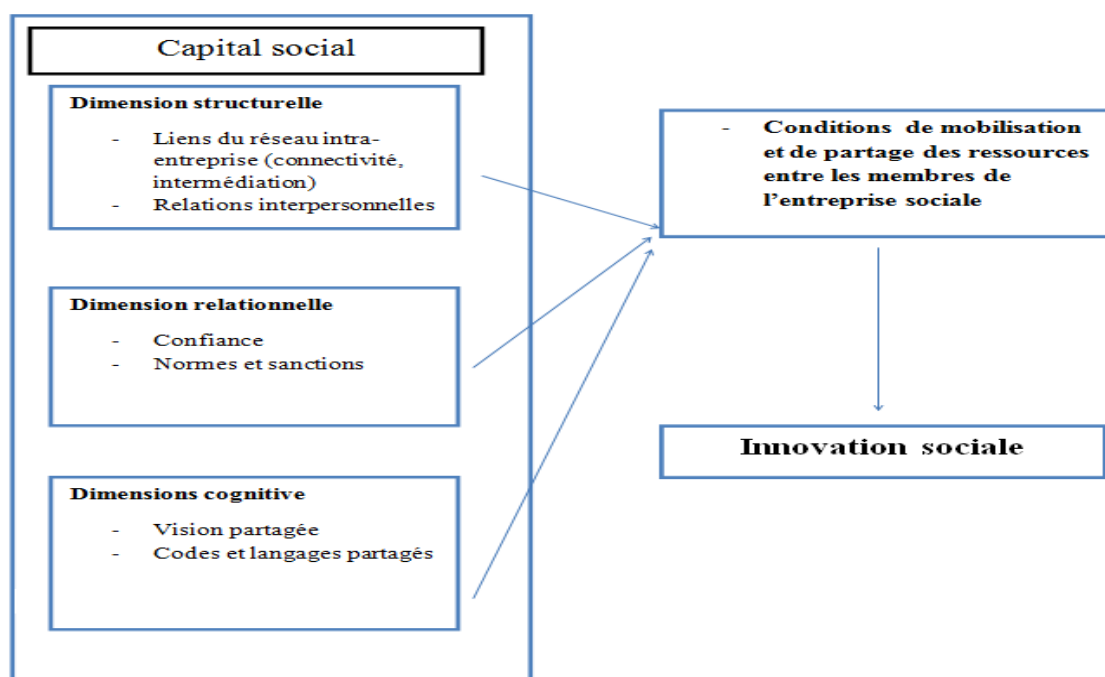 Capital social
Dimension structurelle
- Liens du réseau intra-
entreprise (connectivité,
intermédiation)
- Relations interpersonnelles
Dimension relationnelle
- Confiance
- Normes et sanctions
Dimensions cognitive
- Vision partagée
- Codes et langages partagés
- Conditions de mobilisation
et de partage des ressources
entre les membres de
l’entreprise sociale
Innovation sociale